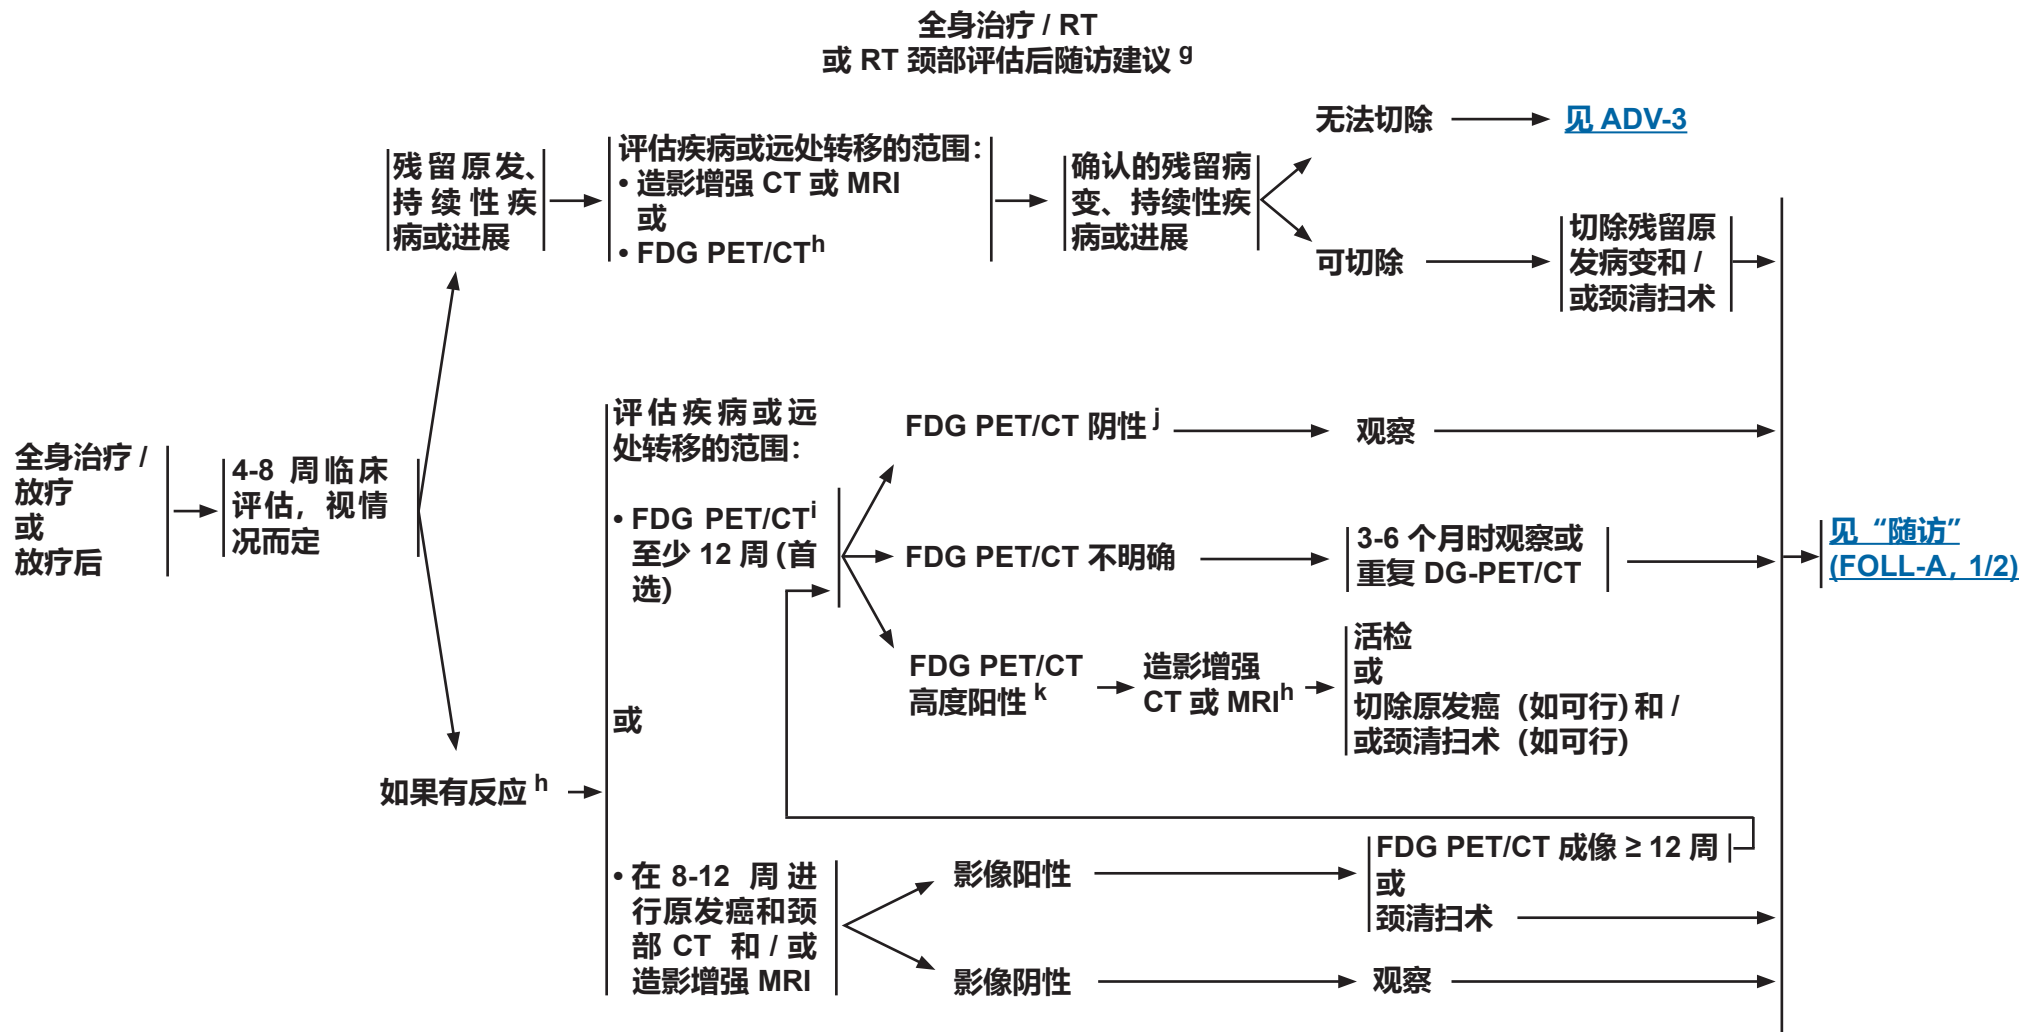 全身治疗 / RT
或 RT 颈部评估后随访建议 g
无法切除
见 ADV-3
残留原发、
持续性疾
病或进展
评估疾病或远处转移的范围：
• 造影增强 CT 或 MRI
或
• FDG PET/CTh
确认的残留病
变、持续性疾
病或进展
可切除
切除残留原
发病变和 /
或颈清扫术
全身治疗 /
放疗
或
放疗后
4-8 周临床
评估，视情
况而定
评估疾病或远
处转移的范围：
• FDG PET/CTi
至少 12 周 (首
选)
FDG PET/CT 阴性 j
观察
FDG PET/CT 不明确
3-6 个月时观察或
重复 DG-PET/CT
FDG PET/CT
高度阳性 k
造影增强
CT 或 MRIh
活检
或
切除原发癌（如可行) 和 /
或颈清扫术（如可行)
见“随访”
(FOLL-A, 1/2)
或
如果有反应 h
• 在 8-12 周进
行原发癌和颈
部 CT 和 / 或
造影增强 MRI
影像阳性
FDG PET/CT 成像 ≥ 12 周
或
颈清扫术
影像阴性
观察